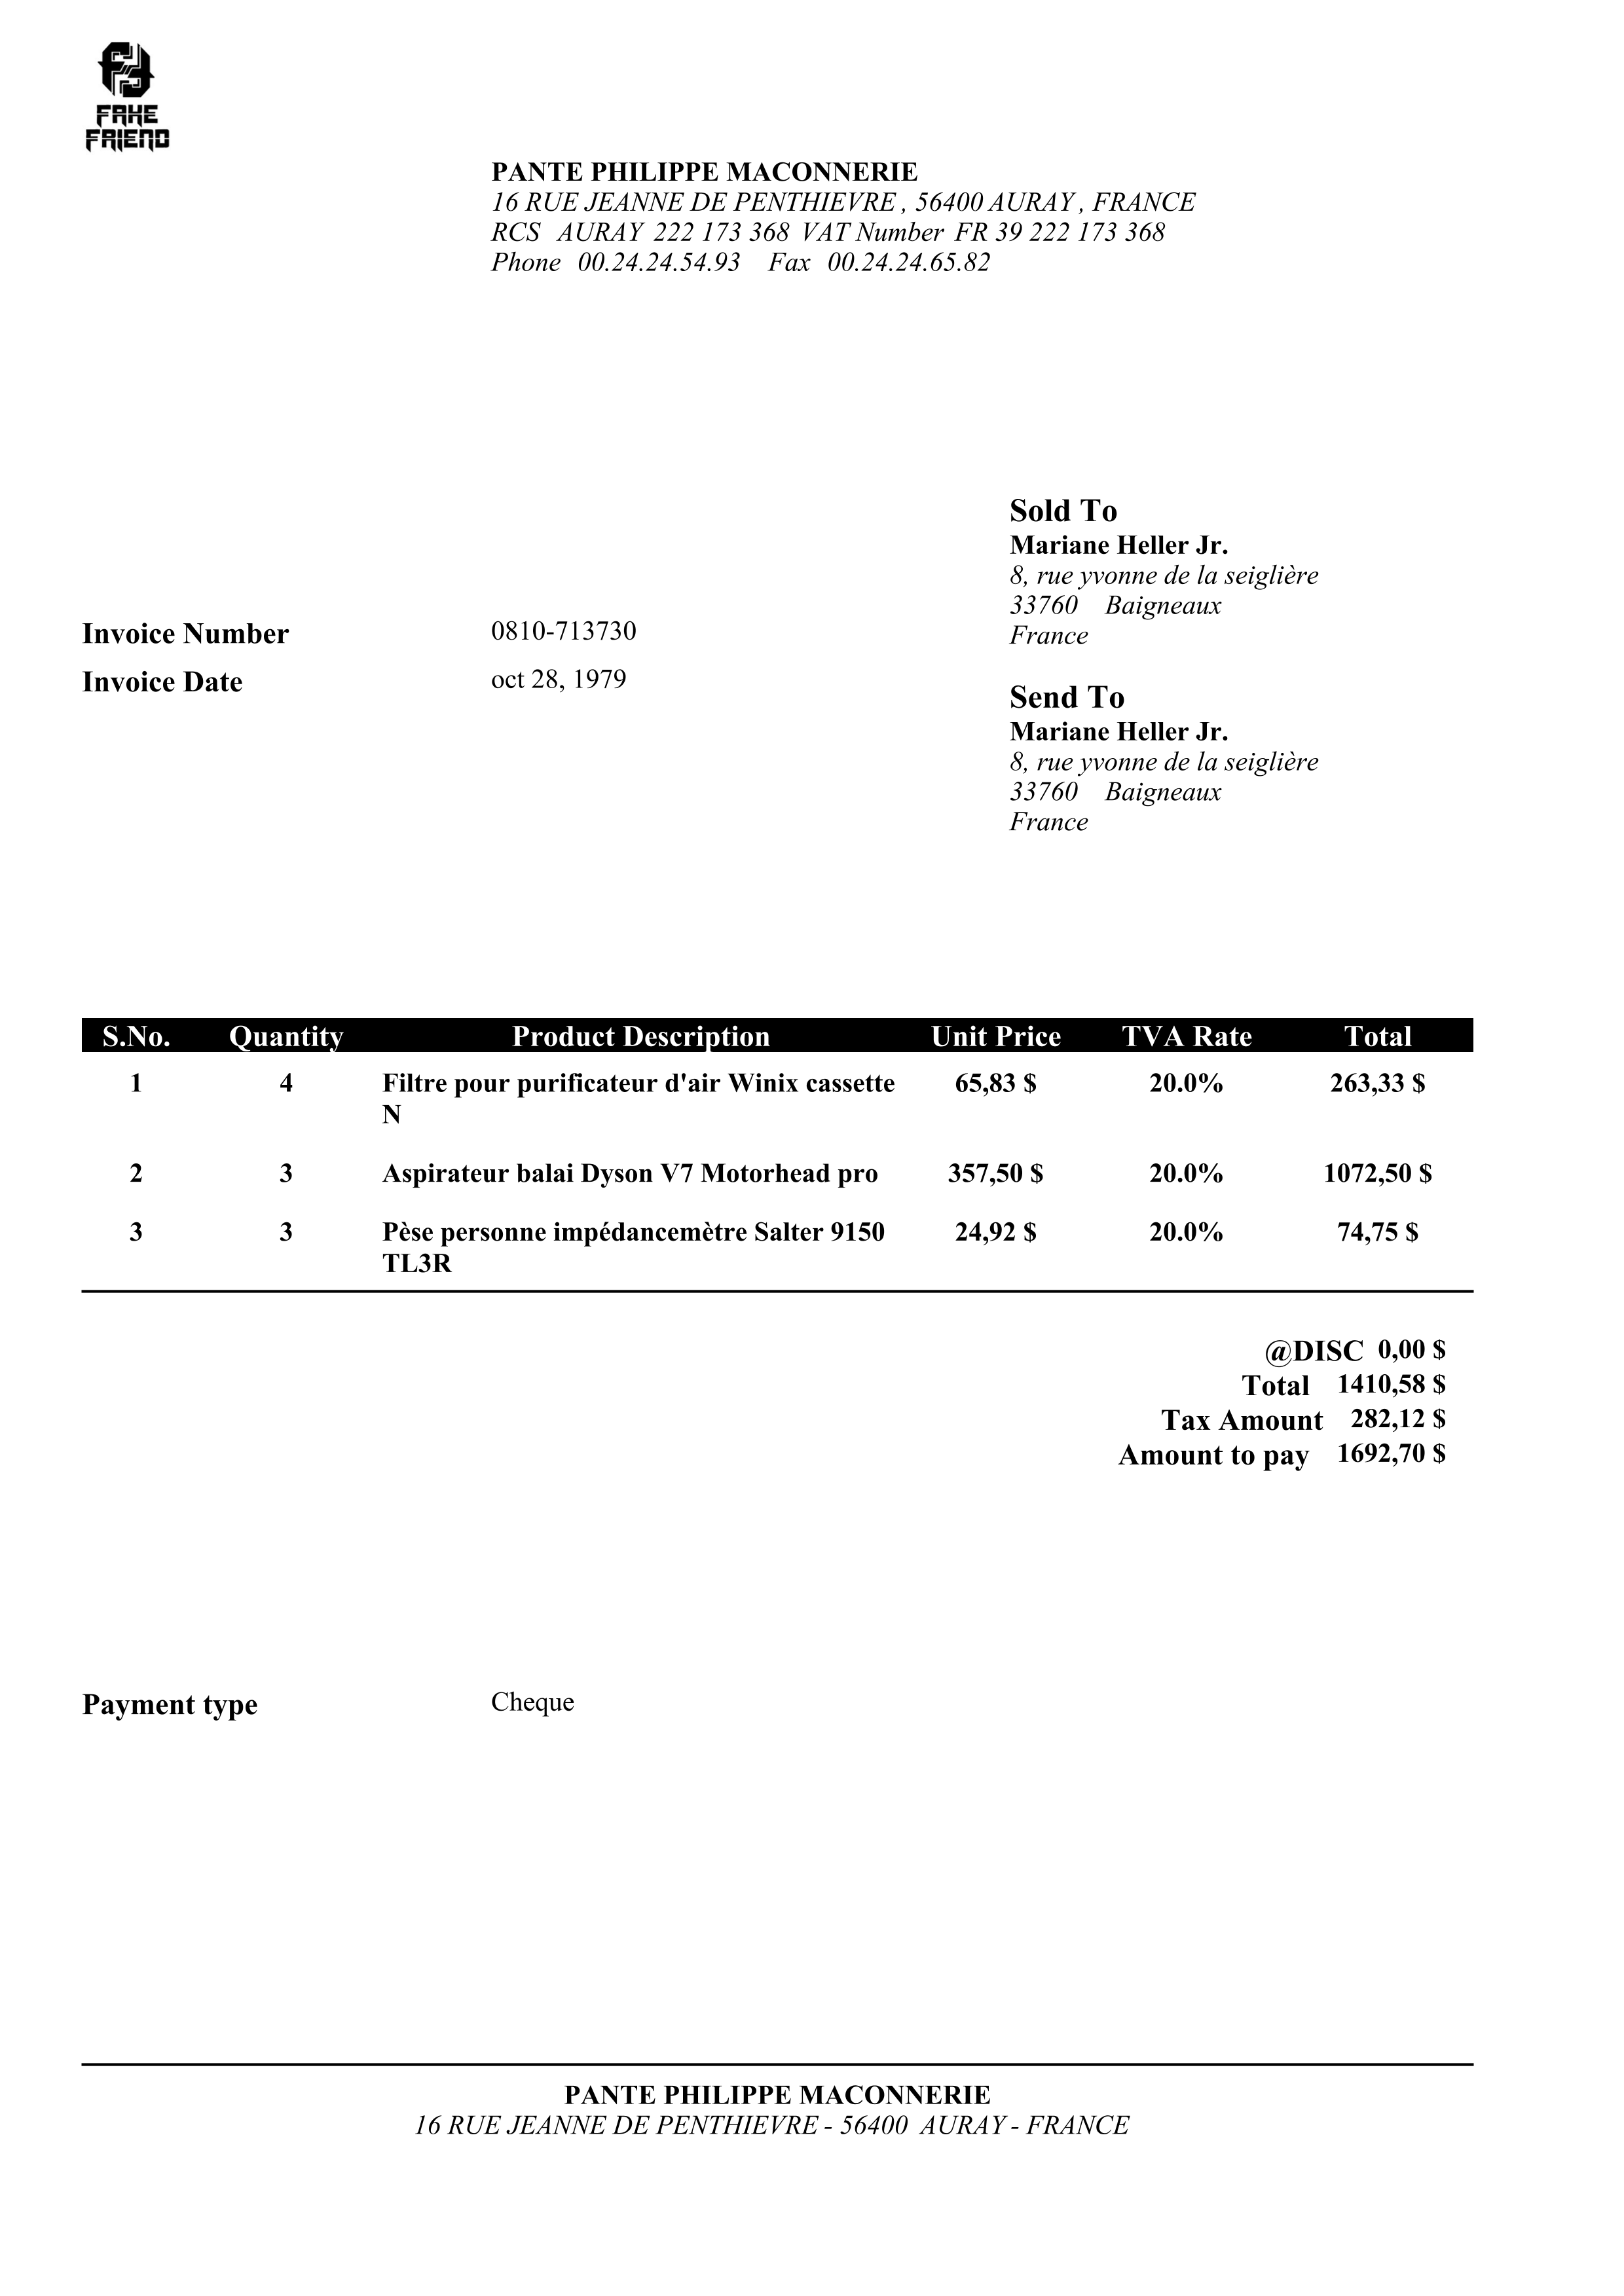 FAKE
FRIEND
PANTE PHILIPPE MACONNERIE
16 RUE JEANNE DE PENTHIEVRE , 56400 AURAY , FRANCE
RCS AURAY 222 173 368 VAT Number FR 39 222 173 368
Phone 00.24.24.54.93 Fax 00.24.24.65.82
Sold To
Mariane Heller Jr.
8, rue yvonne de la seiglière
33760 Baigneaux
France
Invoice Number 0810-713730
Invoice Date oct 28, 1979
Send To
Mariane Heller Jr.
8, rue yvonne de la seiglière
33760 Baigneaux
France
S.No. Quantity Product Description Unit Price TVA Rate Total
1 4 Filtre pour purificateur d'air Winix cassette 65,83 $ 20.0% 263,33 $
N
2 3 Aspirateur balai Dyson V7 Motorhead pro 357,50 $ 20.0% 1072,50 $
3 3 Pèse personne impédancemètre Salter 9150 24,92 $ 20.0% 74,75 $
TL3R
@DISC 0,00 $
Total 1410,58 $
Tax Amount 282,12 $
Amount to pay 1692,70 $
Payment type Cheque
PANTE PHILIPPE MACONNERIE
16 RUE JEANNE DE PENTHIEVRE - 56400 AURAY - FRANCE